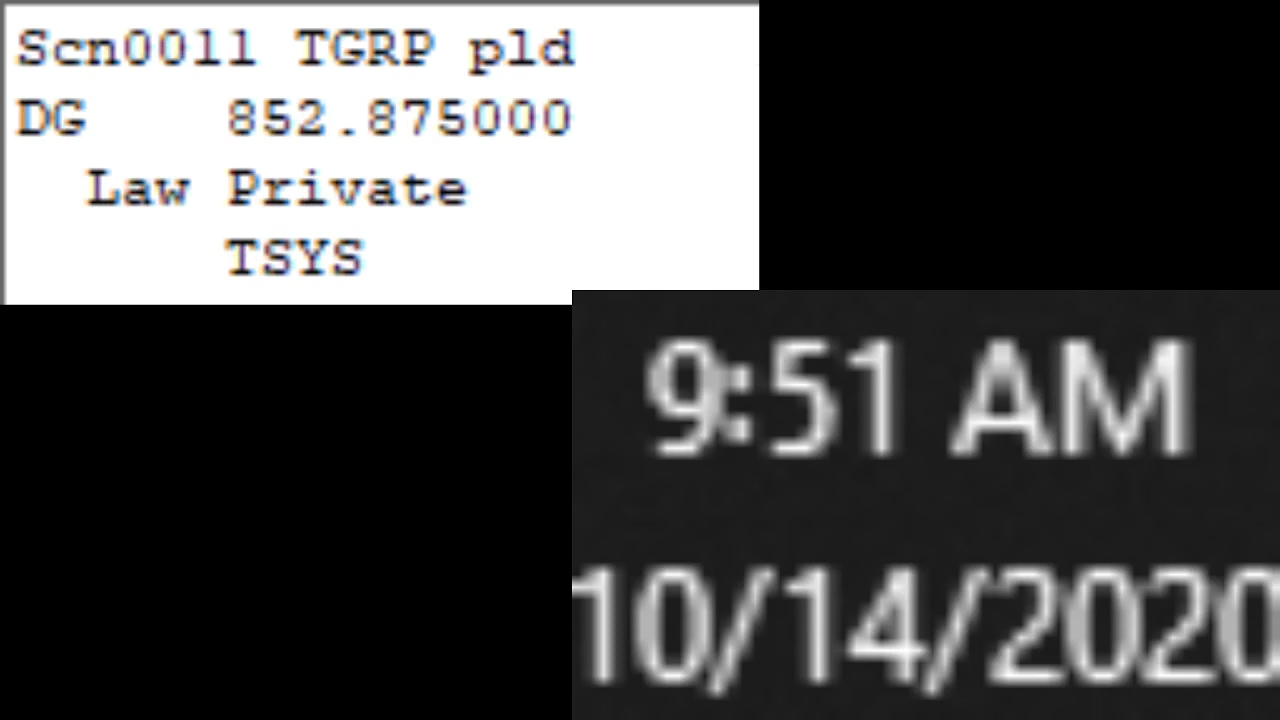 Scn0011 TGRP pld
DG    852.875000
Law Private
TSYS
9:51 AM
10/14/2020